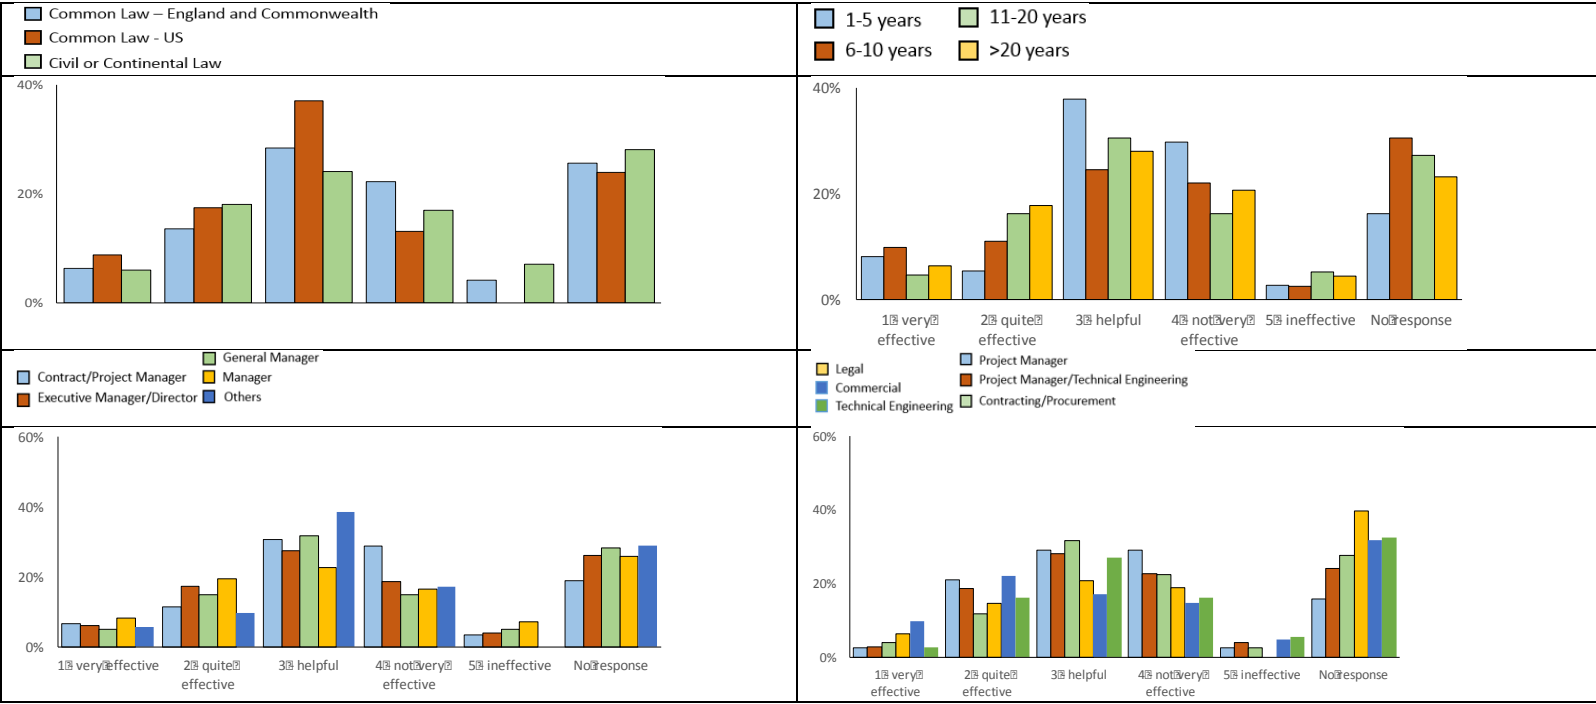 Common Law – England and Commonwealth
Common Law - US
Civil or Continental Law
40%
20%
0%
1-5 years
11-20 years
6-10 years
>20 years
40%
20%
0%
1 very effective
2 quite effective
3 helpful
4 not very effective
5 ineffective
No response
General Manager
Contract/Project Manager
Manager
Executive Manager/Director
Others
60%
40%
20%
0%
1 very effective
2 quite effective
3 helpful
4 not very effective
5 ineffective
No response
Legal
Commercial
Technical Engineering
Project Manager
Project Manager/Technical Engineering
Contracting/Procurement
60%
40%
20%
0%
1 very effective
2 quite effective
3 helpful
4 not very effective
5 ineffective
No response